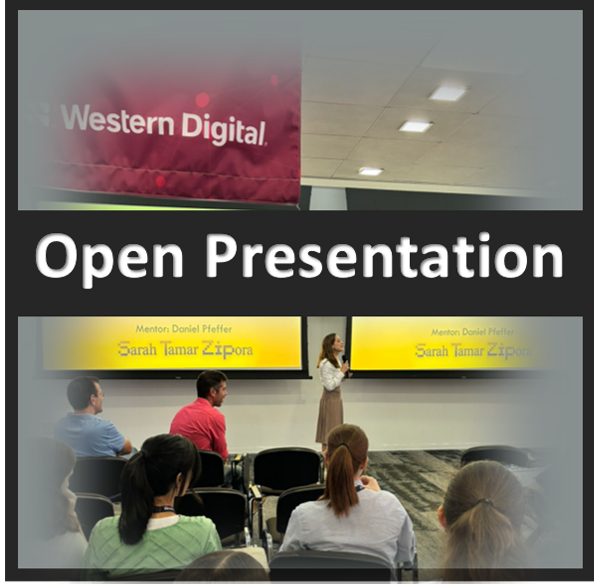 Western Digital
Open Presentation
Mentor: Daniel Pfeffer
Sarah Tamar Zipora
Mentor: Daniel Pfeffer
Sarah Tamar Zipora